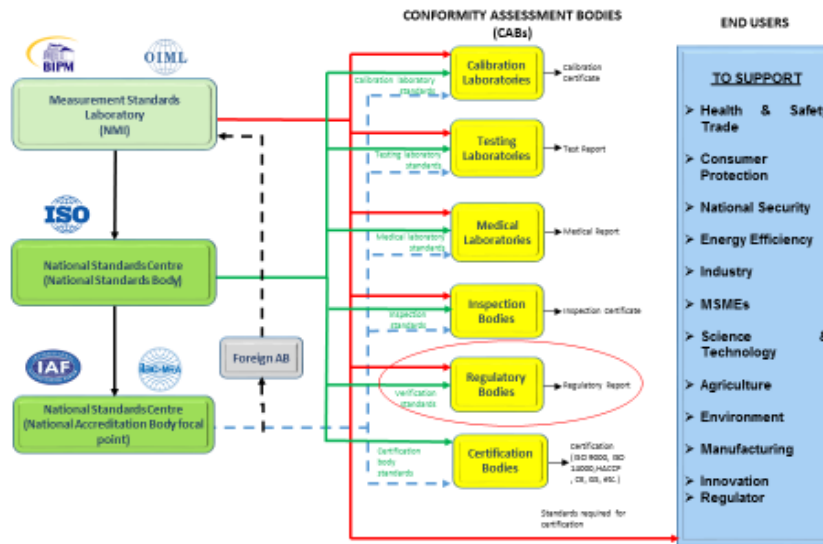 CONFORMITY ASSESSMENT BODIES
(CABs)
END USERS
BIPM
OIML
Measurement Standards
Laboratory
(NMI)
ISO
National Standards Centre
(National Standards Body)
IAF
National Standards Centre
(National Accreditation Body focal
point)
Foreign AB
Calibration laboratory
standards
Calibration
Laboratories
Calibration
Certificate
Testing laboratory
standards
Testing
Laboratories
Test Report
Medical laboratory
standards
Medical
Laboratories
Medical Report
Inspection
standards
Inspection
Bodies
Inspection Certificate
Verification
standards
Regulatory
Bodies
Regulatory Report
Certification
body
standards
Certification
Bodies
Certification
(ISO 9000, ISO
14000,HACCP
, CE, GS, etc.)
Standards required for
certification
TO SUPPORT
Health & Safety
Trade
Consumer
Protection
National Security
Energy Efficiency
Industry
MSMEs
Science &
Technology
Agriculture
Environment
Manufacturing
Innovation
Regulator